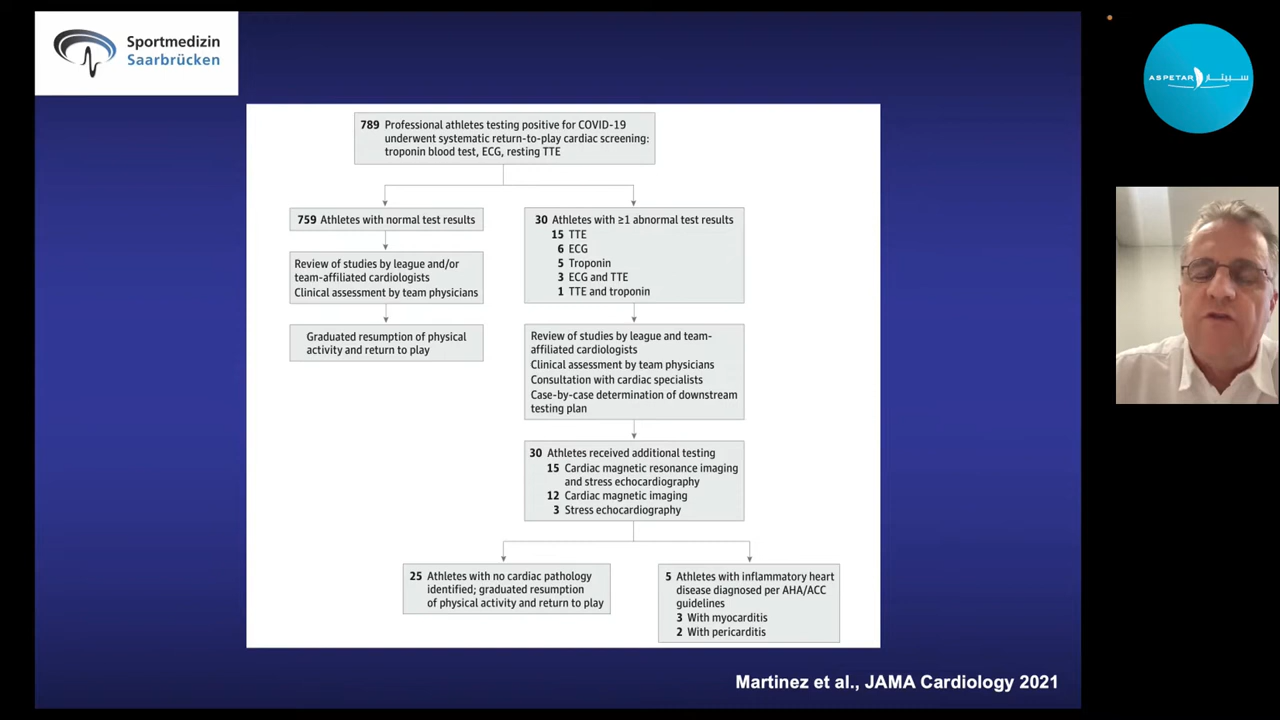 Sportmedizin
Saarbrücken
ASPETAR سبيتار
789 Professional athletes testing positive for COVID-19
underwent systematic return-to-play cardiac screening:
troponin blood test, ECG, resting TTE
759 Athletes with normal test results
Review of studies by league and/or
team-affiliated cardiologists
Clinical assessment by team physicians
Graduated resumption of physical
activity and return to play
30 Athletes with ≥1 abnormal test results
15 TTE
6 ECG
5 Troponin
3 ECG and TTE
1 TTE and troponin
Review of studies by league and team-
affiliated cardiologists
Clinical assessment by team physicians
Consultation with cardiac specialists
Case-by-case determination of downstream
testing plan
30 Athletes received additional testing
15 Cardiac magnetic resonance imaging
and stress echocardiography
12 Cardiac magnetic imaging
3 Stress echocardiography
25 Athletes with no cardiac pathology
identified; graduated resumption
of physical activity and return to play
5 Athletes with inflammatory heart
disease diagnosed per AHA/ACC
guidelines
3 With myocarditis
2 With pericarditis
Martinez et al., JAMA Cardiology 2021